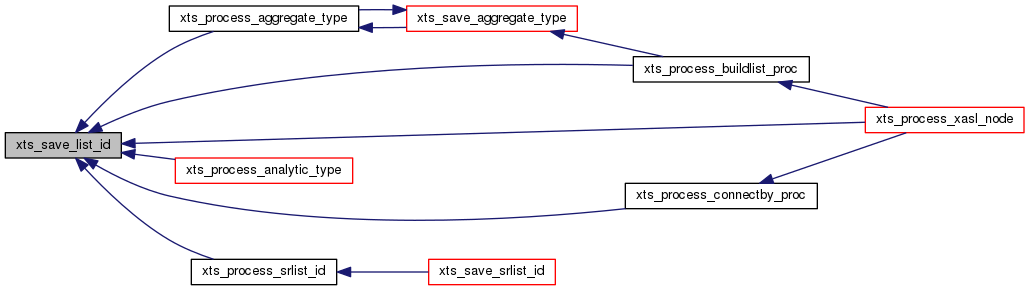 xts_process_aggregate_type
xts_save_aggregate_type
xts_process_buildlist_proc
xts_process_xasl_node
xts_save_list_id
xts_process_analytic_type
xts_process_connectby_proc
xts_process_srlist_id
xts_save_srlist_id